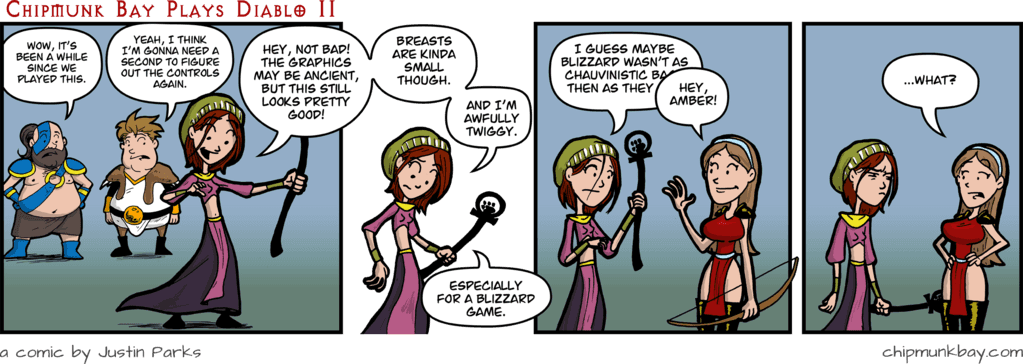 Chipmunk Bay Plays Diablo II
WOW, IT'S
BEEN A WHILE
SINCE WE
PLAYED THIS.
YEAH, I THINK
I'M GONNA NEED A
SECOND TO FIGURE
OUT THE CONTROLS
AGAIN.
HEY, NOT BAD!
THE GRAPHICS
MAY BE ANCIENT,
BUT THIS STILL
LOOKS PRETTY
GOOD!
BREASTS
ARE KINDA
SMALL
THOUGH.
AND I'M
AWFULLY
TWIGGY.
ESPECIALLY
FOR A BLIZZARD
GAME.
I GUESS MAYBE
BLIZZARD WASN'T AS
CHAUVINISTIC
THEN AS THEY
HEY,
AMBER!
...WHAT?
a comic by Justin Parks
chipmunkbay.com